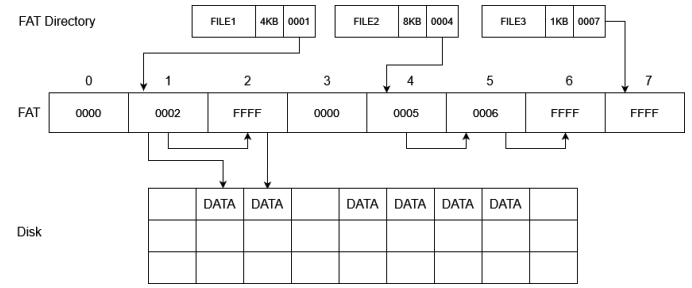 FAT Directory FILE1 4KB 0001 FILE2 8KB 0004 FILE3 1KB 0007
0 1 2 3 4 5 6 7
FAT 0000 0002 FFFF 0000 0005 0006 FFFF FFFF
DATA DATA DATA DATA DATA DATA
Disk